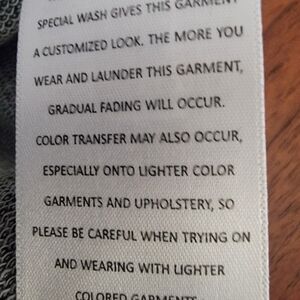 SPECIAL WASH GIVES THIS GARMENT
A CUSTOMIZED LOOK. THE MORE YOU
WEAR AND LAUNDER THIS GARMENT,
GRADUAL FADING WILL OCCUR.
COLOR TRANSFER MAY ALSO OCCUR,
ESPECIALLY ONTO LIGHTER COLOR
GARMENTS AND UPHOLSTERY, SO
PLEASE BE CAREFUL WHEN TRYING ON
AND WEARING WITH LIGHTER
COLORED GARMENTS